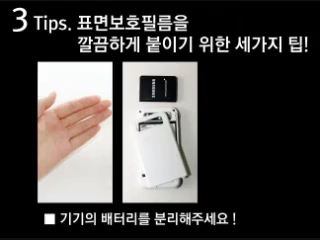 3 Tips. 표면보호필름을
깔끔하게 붙이기 위한 세가지 팁!
SAMSUNG
■ 기기의 배터리를 분리해주세요 !